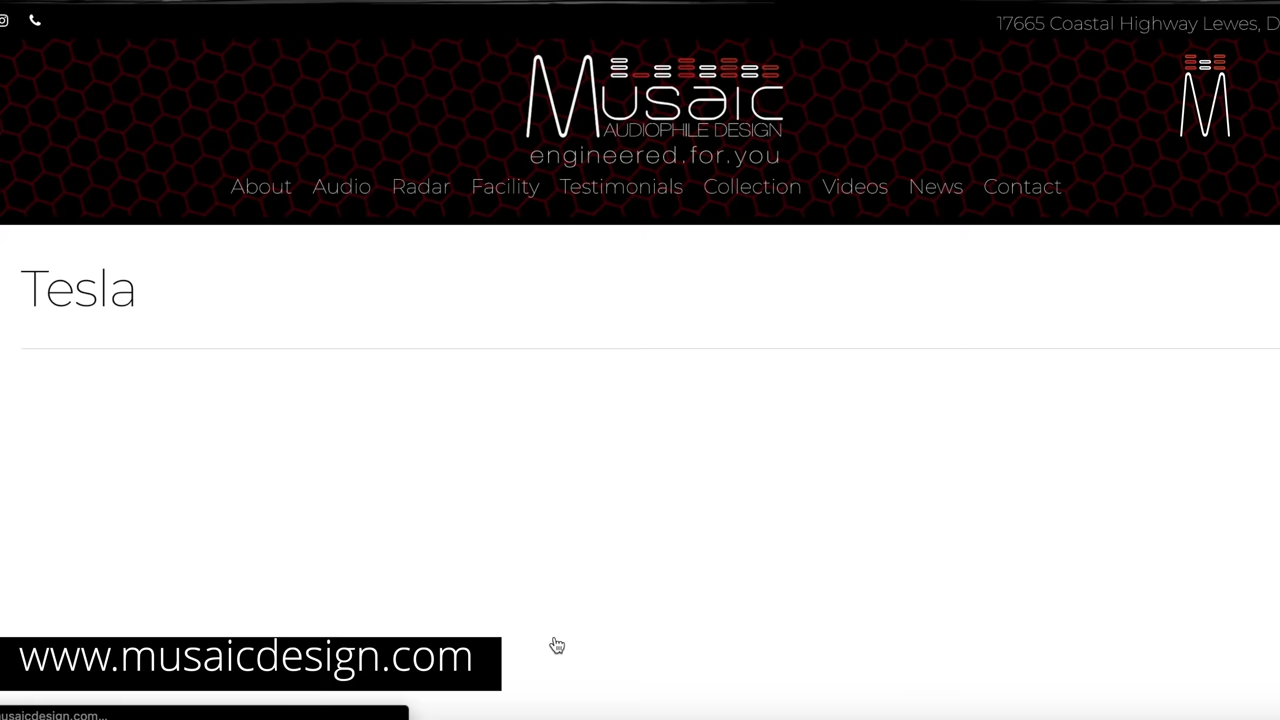 17665 Coastal Highway Lewes, D
Musaic
AUDIOPHILE DESIGN
engineered.for.you
M
About Audio Radar Facility Testimonials Collection Videos News Contact
Tesla
www.musaicdesign.com
usaicdesign.com...